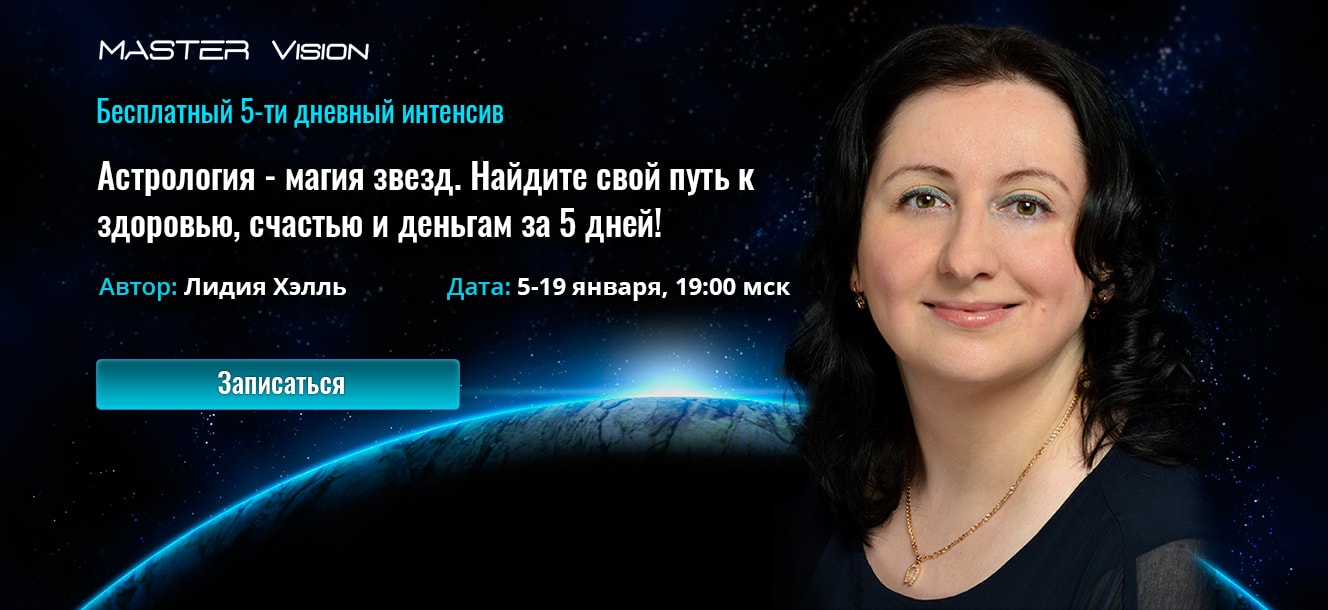 MASTER VISION
Бесплатный 5-ти дневный интенсив
Астрология - магия звезд. Найдите свой путь к
здоровью, счастью и деньгам за 5 дней!
Автор: Лидия Хэлль Дата: 5-19 января, 19:00 мск
Записаться